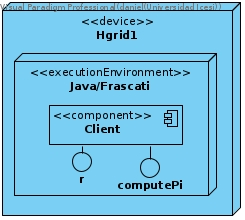 Visual Paradigm Professional(daniel(Universidad Icesi))
<<device>>
Hgrid1
<<executionEnvironment>>
Java/Frascati
<<component>>
Client
r
computePi